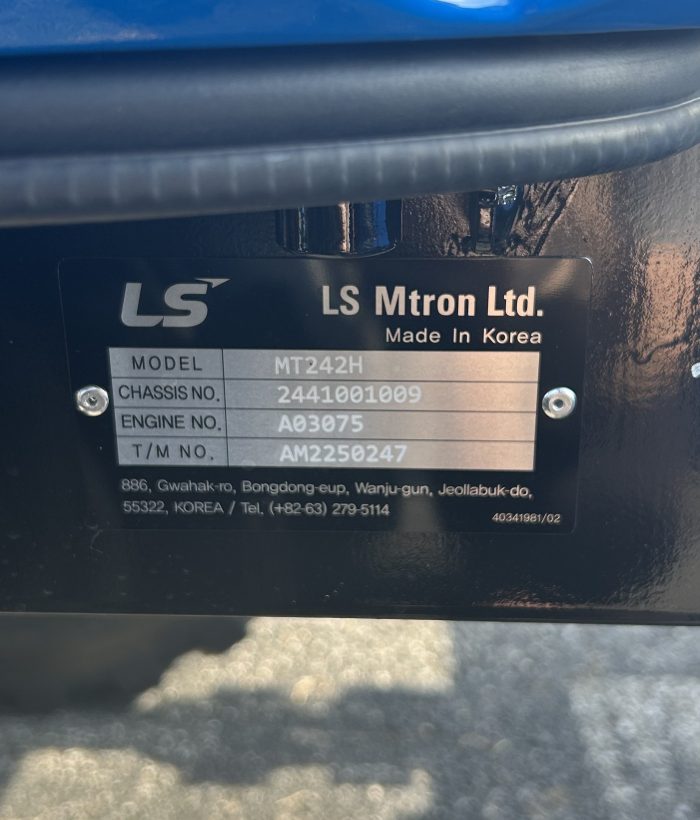 LS LS Mtron Ltd.
Made In Korea
MODEL MT242H
CHASSIS NO. 2441001009
ENGINE NO. A03075
T/M NO. AM2250247
886, Gwahak-ro, Bongdong-eup, Wanju-gun, Jeollabuk-do,
55322, KOREA / Tel. (+82-63) 279-5114
40341981/02